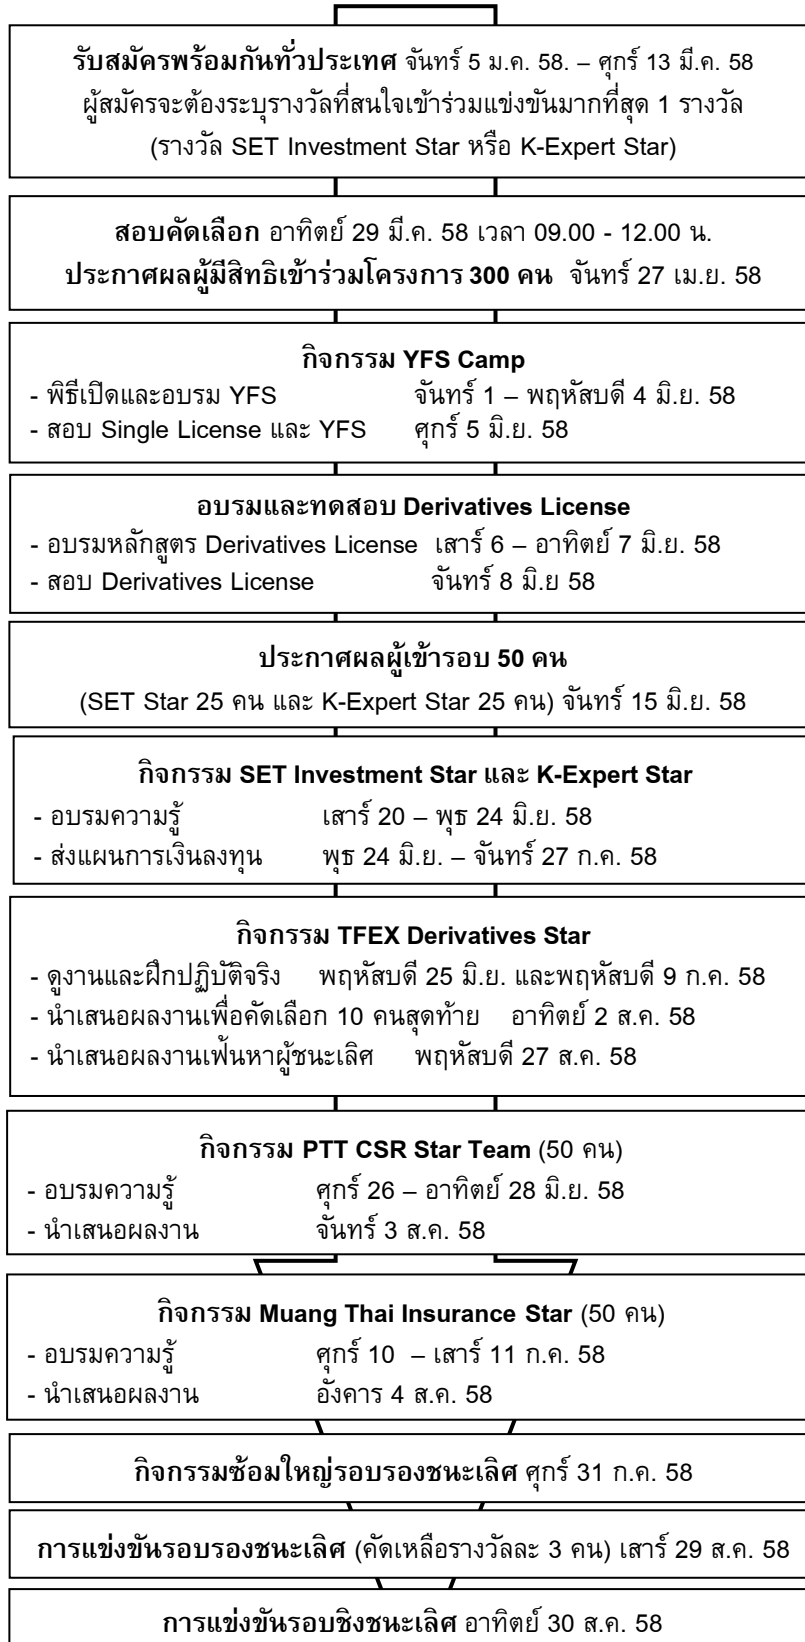 รับสมัครพร้อมกันทั่วประเทศ จันทร์ 5 ม.ค. 58. – ศุกร์ 13 มี.ค. 58
ผู้สมัครจะต้องระบุรางวัลที่สนใจเข้าร่วมแข่งขันมากที่สุด 1 รางวัล
(รางวัล SET Investment Star หรือ K-Expert Star)
สอบคัดเลือก อาทิตย์ 29 มี.ค. 58 เวลา 09.00 - 12.00 น.
ประกาศผลผู้มีสิทธิเข้าร่วมโครงการ 300 คน จันทร์ 27 เม.ย. 58
กิจกรรม YFS Camp
- พิธีเปิดและอบรม YFS จันทร์ 1 – พฤหัสบดี 4 มิ.ย. 58
- สอบ Single License และ YFS ศุกร์ 5 มิ.ย. 58
อบรมและทดสอบ Derivatives License
- อบรมหลักสูตร Derivatives License เสาร์ 6 – อาทิตย์ 7 มิ.ย. 58
- สอบ Derivatives License จันทร์ 8 มิ.ย 58
ประกาศผลผู้เข้ารอบ 50 คน
(SET Star 25 คน และ K-Expert Star 25 คน) จันทร์ 15 มิ.ย. 58
กิจกรรม SET Investment Star และ K-Expert Star
- อบรมความรู้ เสาร์ 20 – พุธ 24 มิ.ย. 58
- ส่งแผนการเงินลงทุน พุธ 24 มิ.ย. – จันทร์ 27 ก.ค. 58
กิจกรรม TFEX Derivatives Star
- ดูงานและฝึกปฏิบัติจริง พฤหัสบดี 25 มิ.ย. และพฤหัสบดี 9 ก.ค. 58
- นำเสนอผลงานเพื่อคัดเลือก 10 คนสุดท้าย อาทิตย์ 2 ส.ค. 58
- นำเสนอผลงานเฟ้นหาผู้ชนะเลิศ พฤหัสบดี 27 ส.ค. 58
กิจกรรม PTT CSR Star Team (50 คน)
- อบรมความรู้ ศุกร์ 26 – อาทิตย์ 28 มิ.ย. 58
- นำเสนอผลงาน จันทร์ 3 ส.ค. 58
กิจกรรม Muang Thai Insurance Star (50 คน)
- อบรมความรู้ ศุกร์ 10 – เสาร์ 11 ก.ค. 58
- นำเสนอผลงาน อังคาร 4 ส.ค. 58
กิจกรรมซ้อมใหญ่รอบรองชนะเลิศ ศุกร์ 31 ก.ค. 58
การแข่งขันรอบรองชนะเลิศ (คัดเหลือรางวัลละ 3 คน) เสาร์ 29 ส.ค. 58
การแข่งขันรอบชิงชนะเลิศ อาทิตย์ 30 ส.ค. 58